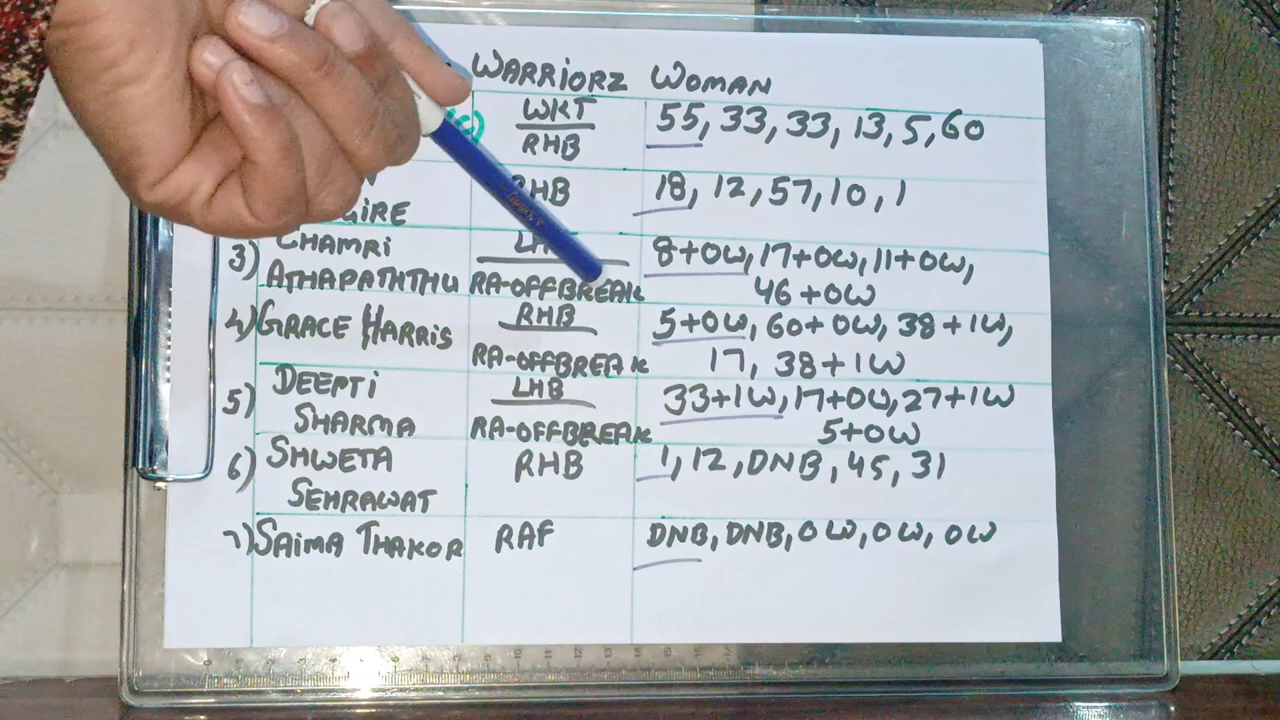 WARRIORZ WOMAN
WKT
RHB
55, 33, 33, 13, 5, 60
RHB
18, 12, 57, 10, 1
GIRE
3) CHAMRI
ATHAPATHTHU
LHB
RA-OFFBREAK
8+0W, 17+0W, 11+0W,
46+0W
4) GRACE HARRIS
RHB
RA-OFFBREAK
5+0W, 60+0W, 38+1W,
17, 38+1W
5) DEEPTI
SHARMA
LHB
RA-OFFBREAK
33+1W, 17+0W, 27+1W
5+0W
6) SHWETA
SEHRAWAT
RHB
1, 12, DNB, 45, 31
7) SAIMA THAKOR
RAF
DNB, DNB, 0W, 0W, 0W